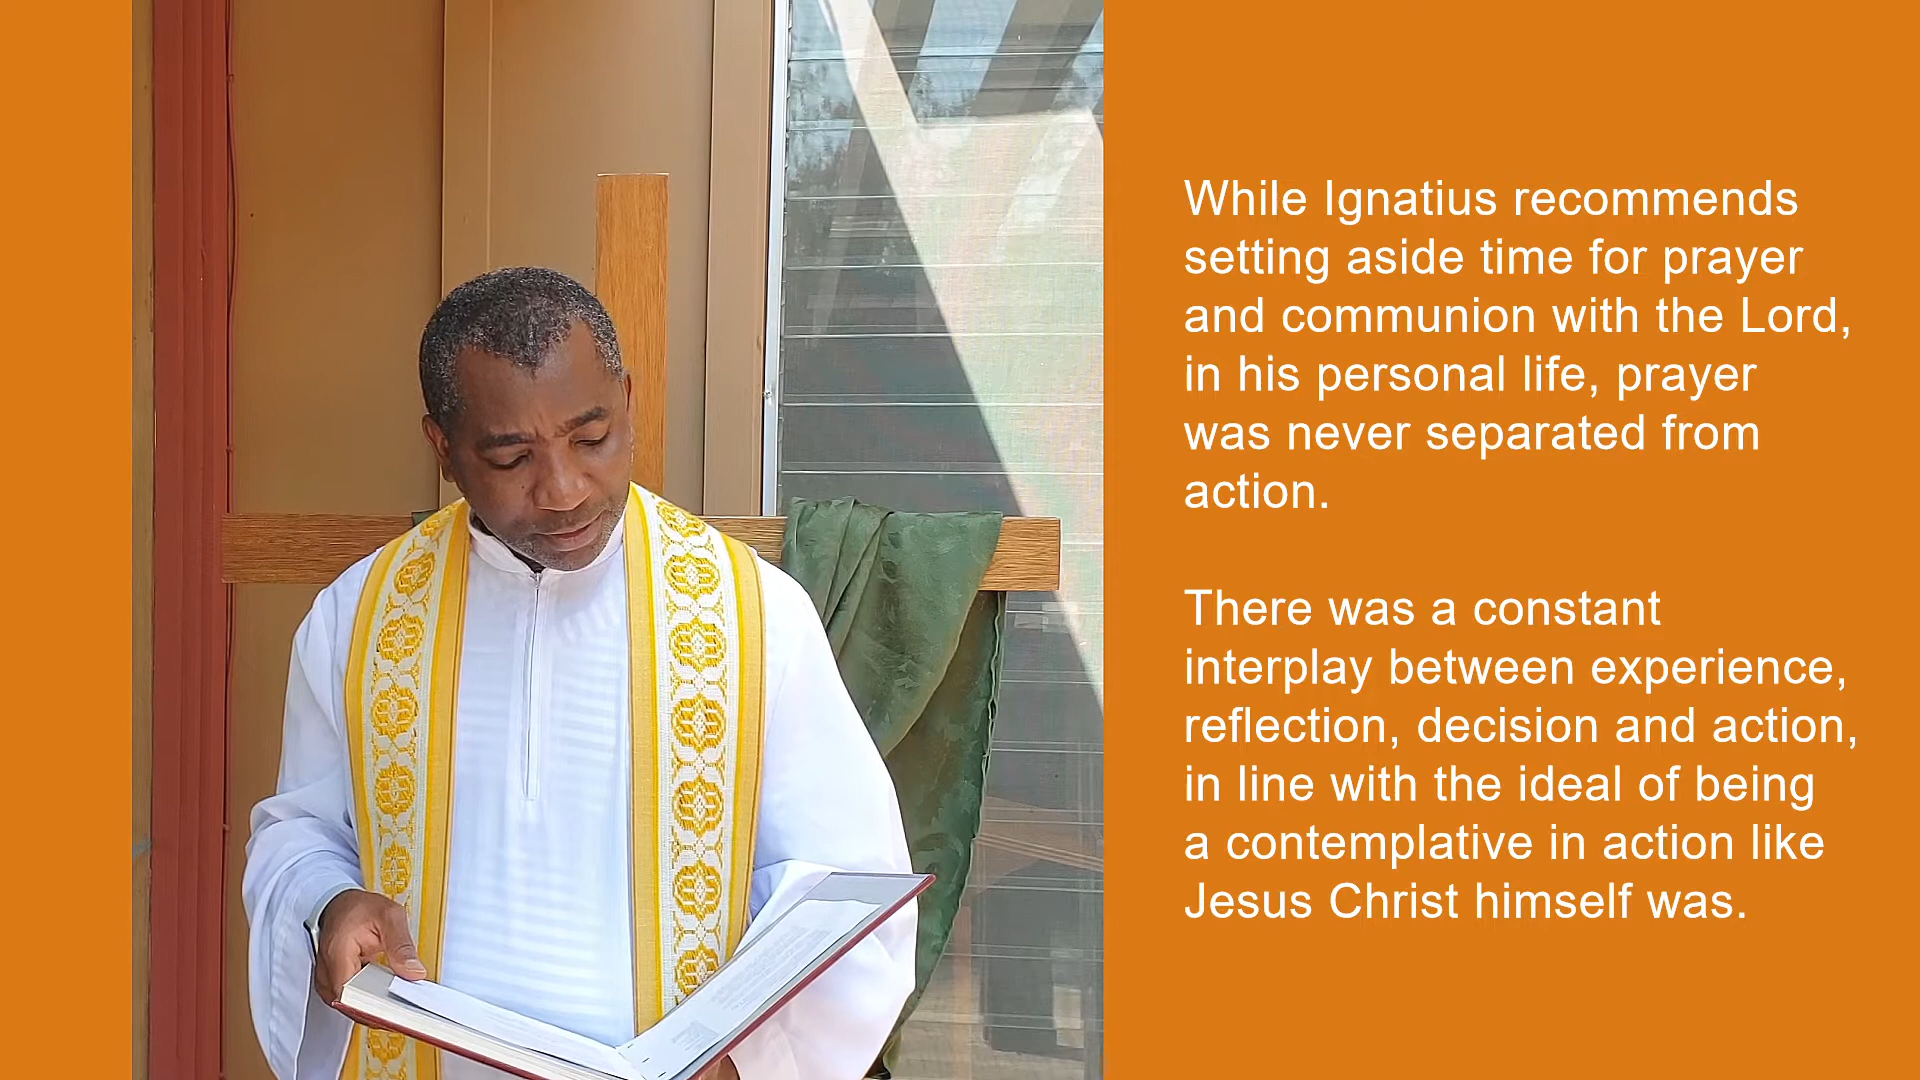 While Ignatius recommends
setting aside time for prayer
and communion with the Lord,
in his personal life, prayer
was never separated from
action.
There was a constant
interplay between experience,
reflection, decision and action,
in line with the ideal of being
a contemplative in action like
Jesus Christ himself was.